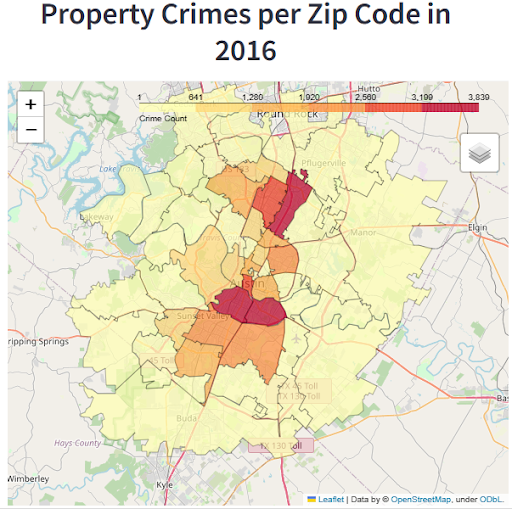 Property Crimes per Zip Code in
2016
+
−
1 641 1,280 1,920 2,560 3,199 3,839
Crime Count
Hutto
Round Rock
Pflugerville
Lakeway
Manor
Elgin
Austin
Sunset Valley
ripping Springs
45 Toll
TX 45 Toll
TX 130 Toll
Bas
Buda
Hays County
TX 130 Toll
Wimberley
Kyle
Leaflet | Data by © OpenStreetMap, under ODbL.